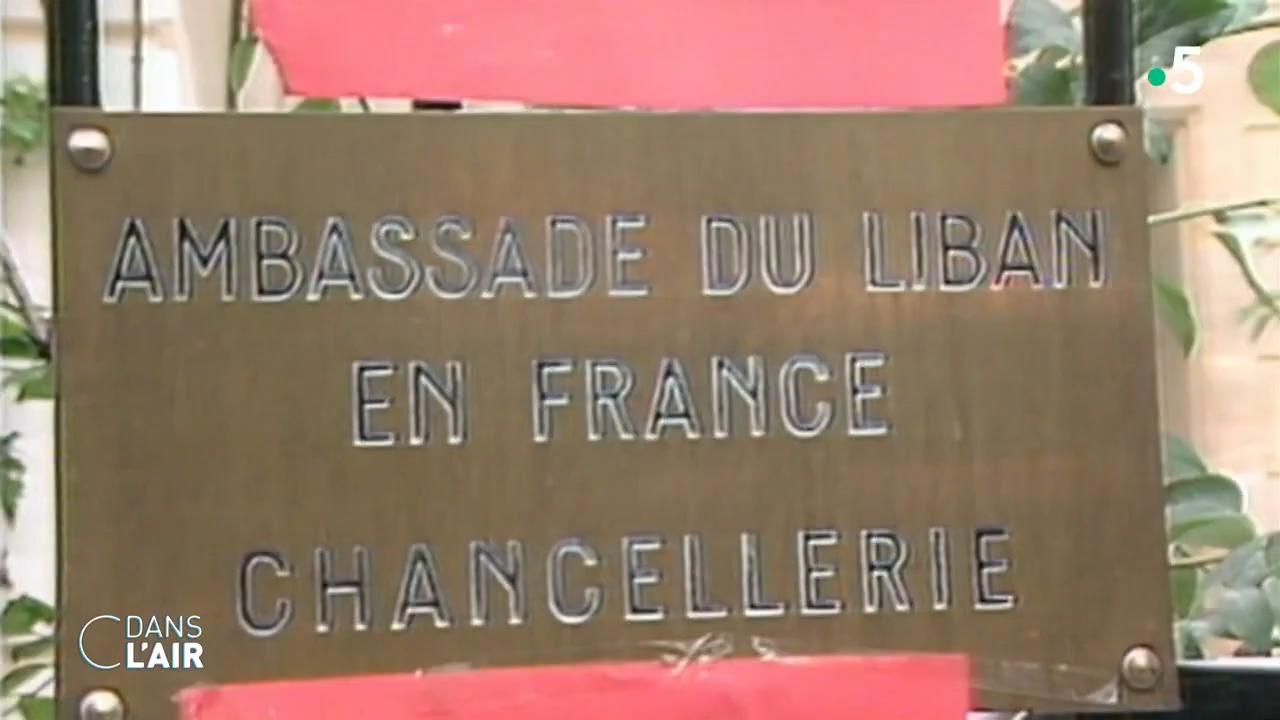 5
AMBASSADE DU LIBAN
EN FRANCE
CHANCELLERIE
C DANS
L'AIR